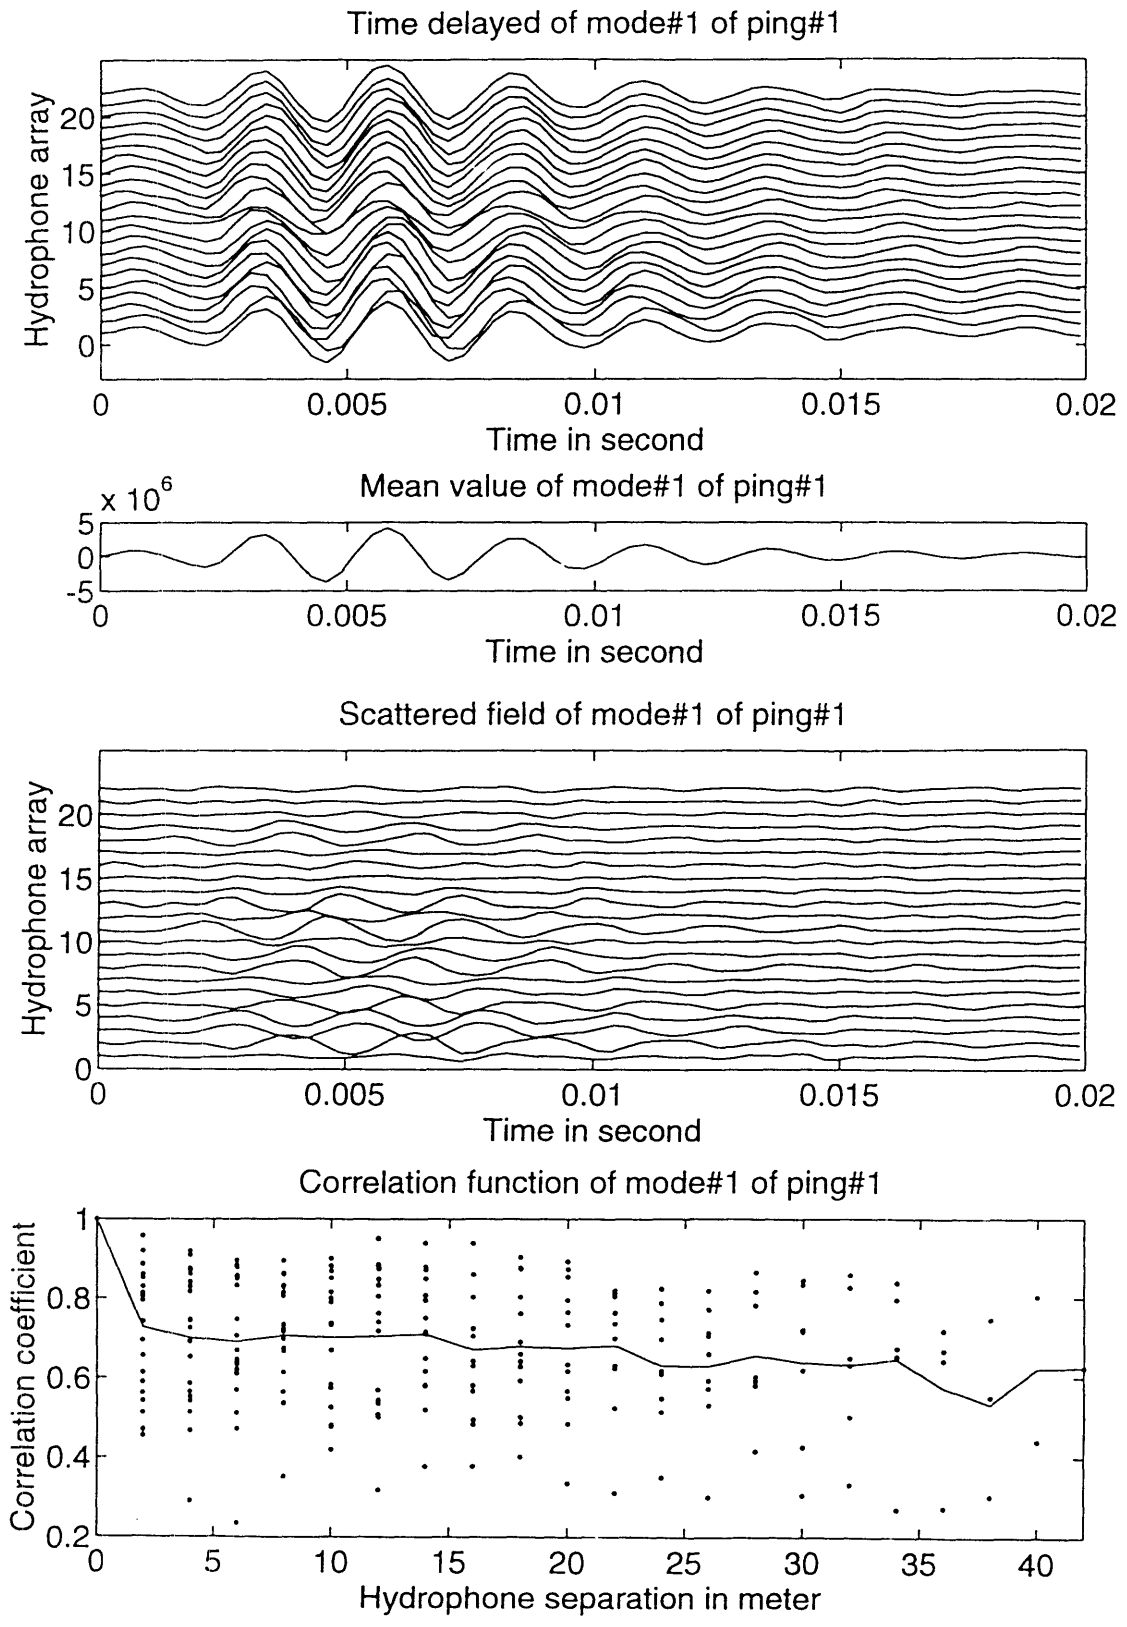 Time delayed of mode#1 of ping#1
Hydrophone array
20
15
10
5
0
0 0.005 0.01 0.015 0.02
Time in second
x 10^6
Mean value of mode#1 of ping#1
5
0
-5
0 0.005 0.01 0.015 0.02
Time in second
Scattered field of mode#1 of ping#1
Hydrophone array
20
15
10
5
0
0 0.005 0.01 0.015 0.02
Time in second
Correlation function of mode#1 of ping#1
Correlation coefficient
1
0.8
0.6
0.4
0.2
0 5 10 15 20 25 30 35 40
Hydrophone separation in meter